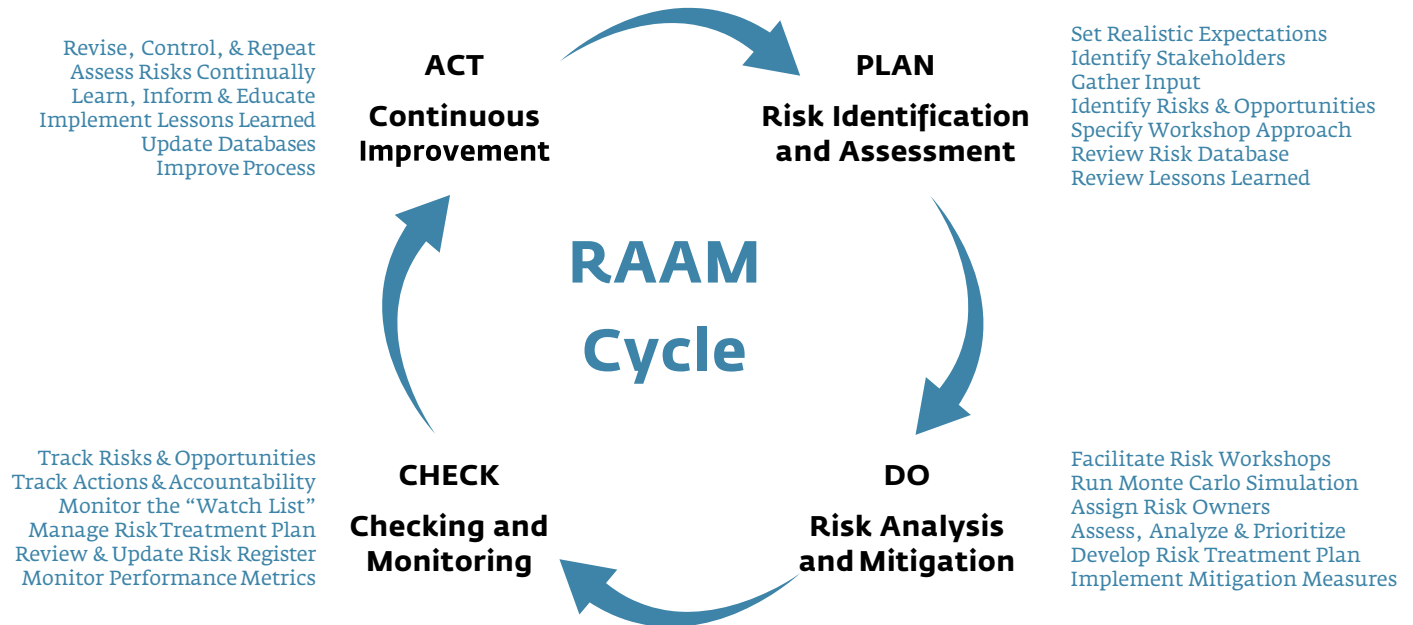 Revise, Control, & Repeat
Assess Risks Continually
Learn, Inform & Educate
Implement Lessons Learned
Update Databases
Improve Process
ACT
Continuous
Improvement
PLAN
Risk Identification
and Assessment
Set Realistic Expectations
Identify Stakeholders
Gather Input
Identify Risks & Opportunities
Specify Workshop Approach
Review Risk Database
Review Lessons Learned
RAAM
Cycle
Track Risks & Opportunities
Track Actions & Accountability
Monitor the “Watch List”
Manage Risk Treatment Plan
Review & Update Risk Register
Monitor Performance Metrics
CHECK
Checking and
Monitoring
DO
Risk Analysis
and Mitigation
Facilitate Risk Workshops
Run Monte Carlo Simulation
Assign Risk Owners
Assess, Analyze & Prioritize
Develop Risk Treatment Plan
Implement Mitigation Measures